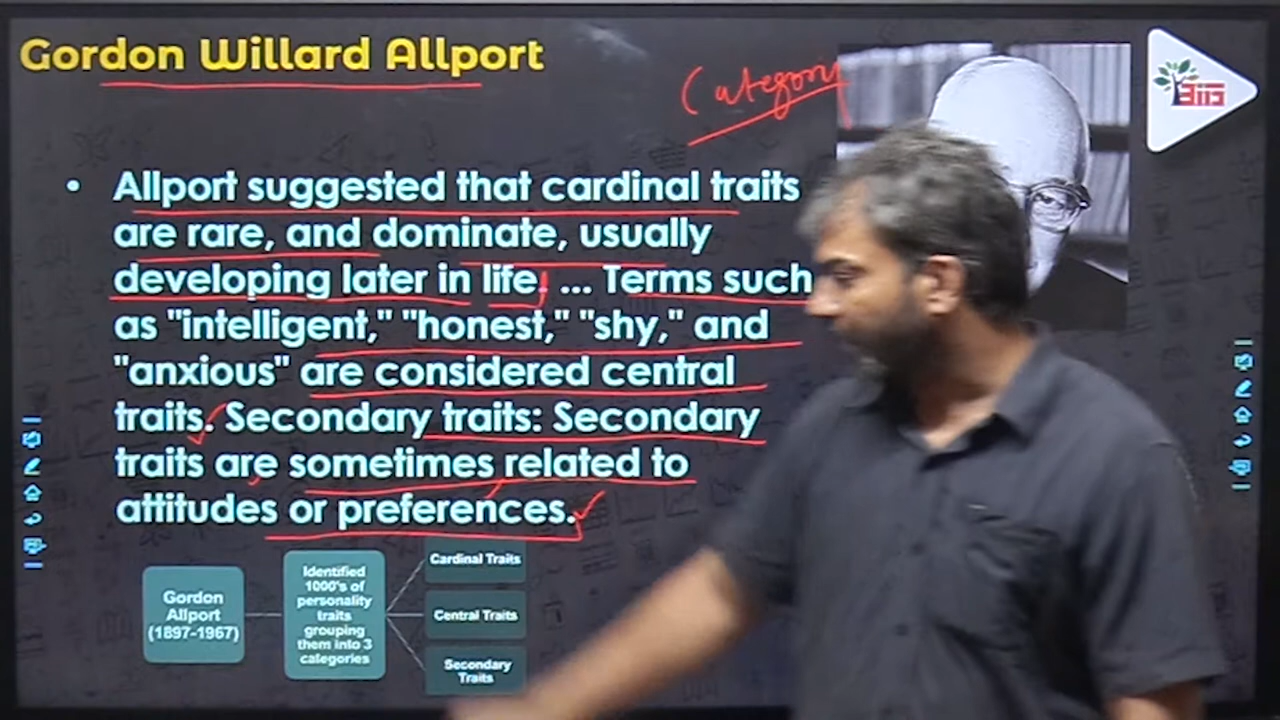 Gordon Willard Allport
Category
• Allport suggested that cardinal traits
are rare, and dominate, usually
developing later in life. ... Terms such
as "intelligent," "honest," "shy," and
"anxious" are considered central
traits. Secondary traits: Secondary
traits are sometimes related to
attitudes or preferences.
Gordon
Allport
(1897-1967)
Identified
1000's of
personality
traits
grouping
them into 3
categories
Cardinal Traits
Central Traits
Secondary
Traits